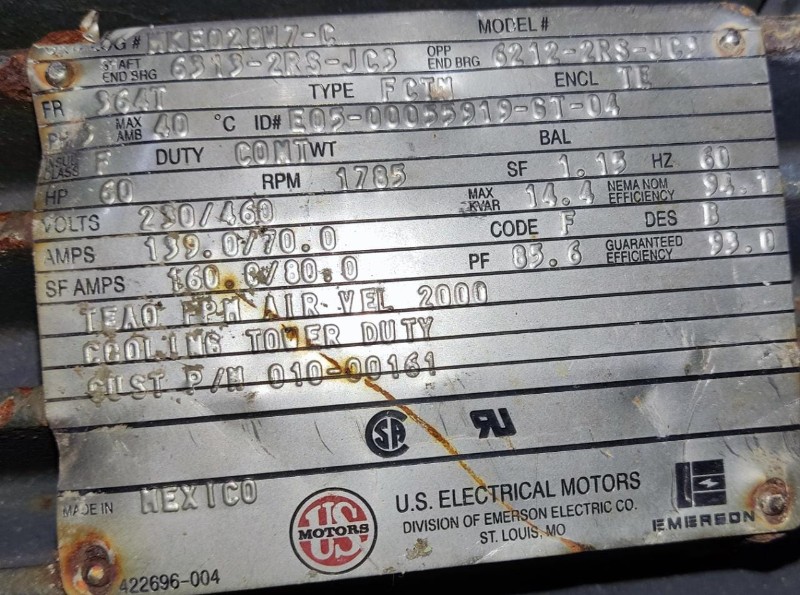 MODEL#
SHAFT END BRG 6313-2RS-JC3 OPP END BRG 6212-2RS-JC3
FR 364T TYPE FCTM ENCL TE
PH 3 MAX AMB 40 °C ID# E05-00055919-GT-04
INSUL CLASS F DUTY CONT WT BAL
HP 60 RPM 1785 SF 1.15 HZ 60
VOLTS 230/460 MAX KVAR 14.4 NEMA NOM EFFICIENCY 94.1
AMPS 139.0/70.0 CODE F DES B
SF AMPS 160.0/80.0 PF 85.6 GUARANTEED EFFICIENCY 93.0
TEAO FPM AIR VEL 2000
COOLING TOWER DUTY
CUST P/N 010-00161
MADE IN MEXICO
US MOTORS
U.S. ELECTRICAL MOTORS
DIVISION OF EMERSON ELECTRIC CO.
ST. LOUIS, MO
EMERSON
422696-004